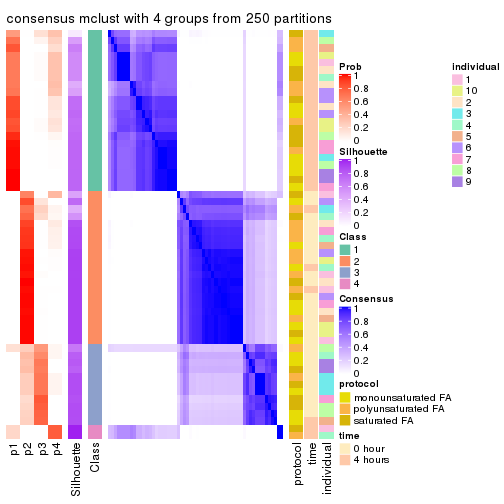 consensus mclust with 4 groups from 250 partitions
p1
p2
p3
p4
Silhouette
Class
protocol
time
individual
Prob
1
0.8
0.6
0.4
0.2
0
Silhouette
1
0.8
0.6
0.4
0.2
0
Class
1
2
3
4
Consensus
1
0.8
0.6
0.4
0.2
0
protocol
monounsaturated FA
polyunsaturated FA
saturated FA
time
0 hour
4 hours
individual
1
10
2
3
4
5
6
7
8
9